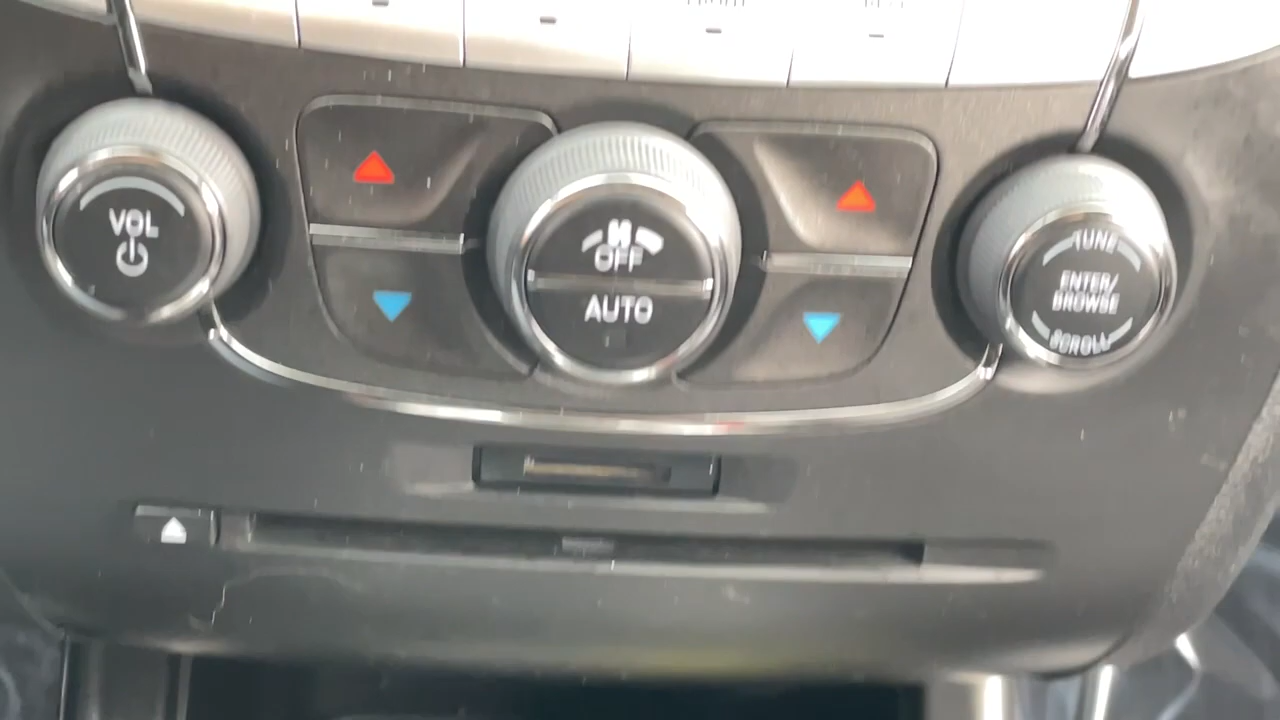 VOL
OFF
AUTO
TUNE
ENTER/
BROWSE
SCROLL